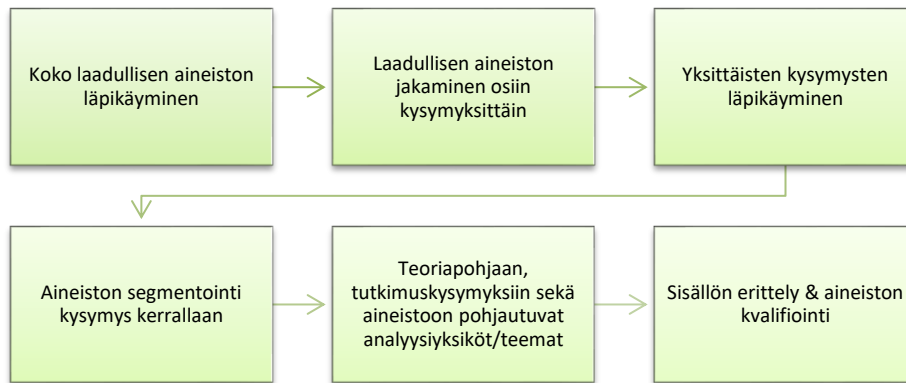 Koko laadullisen aineiston
läpikäyminen
Laadullisen aineiston
jakaminen osiin
kysymyksittäin
Yksittäisten kysymysten
läpikäyminen
Aineiston segmentointi
kysymys kerrallaan
Teoriapohjaan,
tutkimuskysymyksiin sekä
aineistoon pohjautuvat
analyysiyksiköt/teemat
Sisällön erittely & aineiston
kvalifiointi